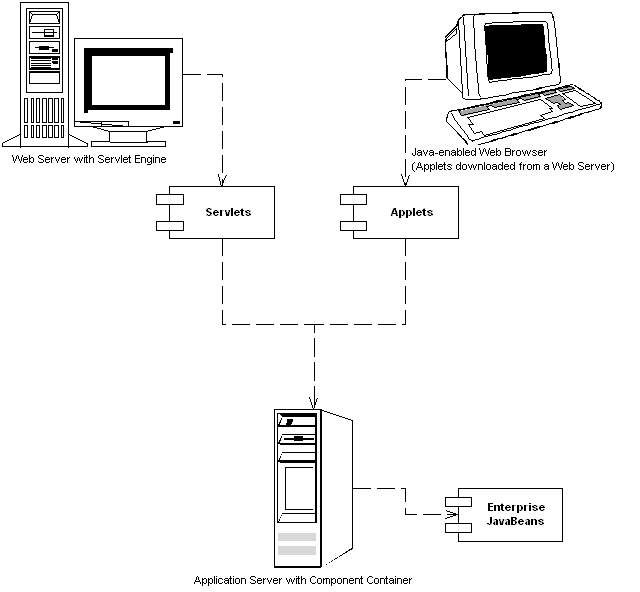 Web Server with Servlet Engine
Java-enabled Web Browser
(Applets downloaded from a Web Server)
Servlets
Applets
Enterprise
JavaBeans
Application Server with Component Container